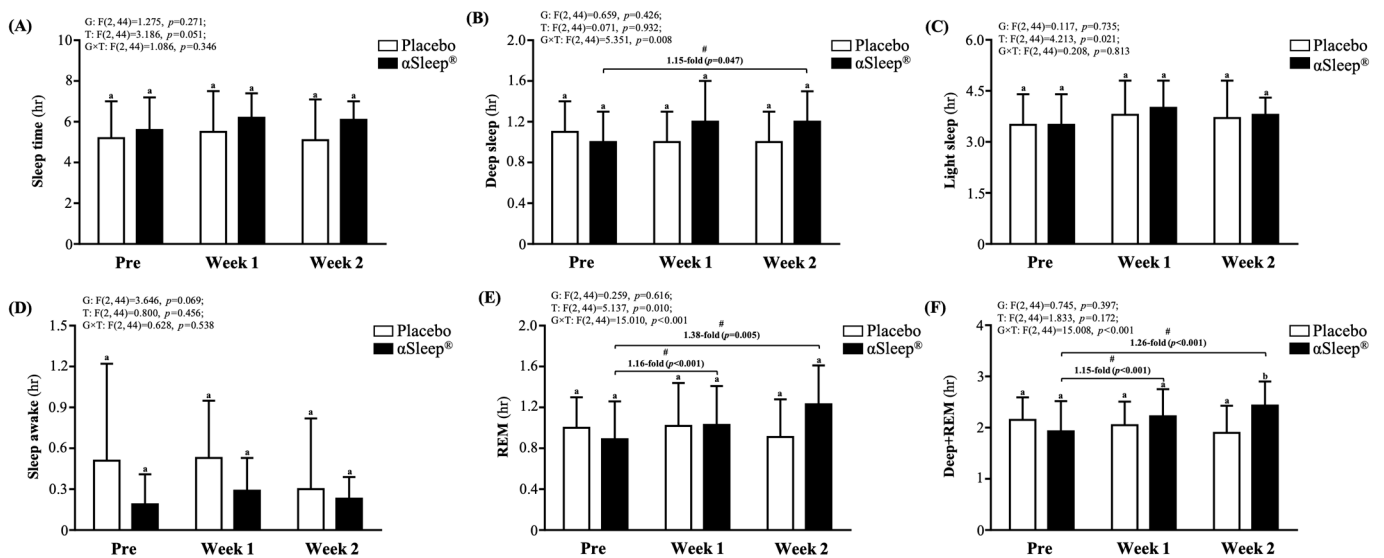 (A)
G: F(2, 44)=1.275, p=0.271;
T: F(2, 44)=3.186, p=0.051;
G×T: F(2, 44)=1.086, p=0.346
Placebo
αSleep®
Sleep time (hr)
10
8
6
4
2
0
a a a a a a
Pre Week 1 Week 2
(B)
G: F(2, 44)=0.659, p=0.426;
T: F(2, 44)=0.071, p=0.932;
G×T: F(2, 44)=5.351, p=0.008
Placebo
αSleep®
#
1.15-fold (p=0.047)
Deep sleep (hr)
2.0
1.6
1.2
0.8
0.4
0
a a a a a a
Pre Week 1 Week 2
(C)
G: F(2, 44)=0.117, p=0.735;
T: F(2, 44)=4.213, p=0.021;
G×T: F(2, 44)=0.208, p=0.813
Placebo
αSleep®
Light sleep (hr)
6.0
4.5
3.0
1.5
0
a a a a a a
Pre Week 1 Week 2
(D)
G: F(2, 44)=3.646, p=0.069;
T: F(2, 44)=0.800, p=0.456;
G×T: F(2, 44)=0.628, p=0.538
Placebo
αSleep®
Sleep awake (hr)
1.5
1.2
0.9
0.6
0.3
0
a a a a a a
Pre Week 1 Week 2
(E)
G: F(2, 44)=0.259, p=0.616;
T: F(2, 44)=5.137, p=0.010;
G×T: F(2, 44)=15.010, p<0.001
Placebo
αSleep®
#
1.38-fold (p=0.005)
#
1.16-fold (p<0.001)
REM (hr)
2.0
1.6
1.2
0.8
0.4
0
a a a a a a
Pre Week 1 Week 2
(F)
G: F(2, 44)=0.745, p=0.397;
T: F(2, 44)=1.833, p=0.172;
G×T: F(2, 44)=15.008, p<0.001
Placebo
αSleep®
#
1.26-fold (p<0.001)
#
1.15-fold (p<0.001)
Deep+REM (hr)
4
3
2
1
0
a a a a a b
Pre Week 1 Week 2